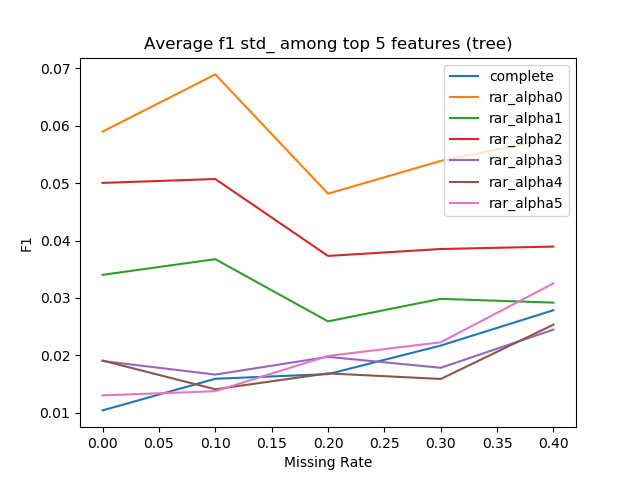 Average f1 std_ among top 5 features (tree)
complete
rar_alpha0
rar_alpha1
rar_alpha2
rar_alpha3
rar_alpha4
rar_alpha5
F1
0.07
0.06
0.05
0.04
0.03
0.02
0.01
0.00 0.05 0.10 0.15 0.20 0.25 0.30 0.35 0.40
Missing Rate